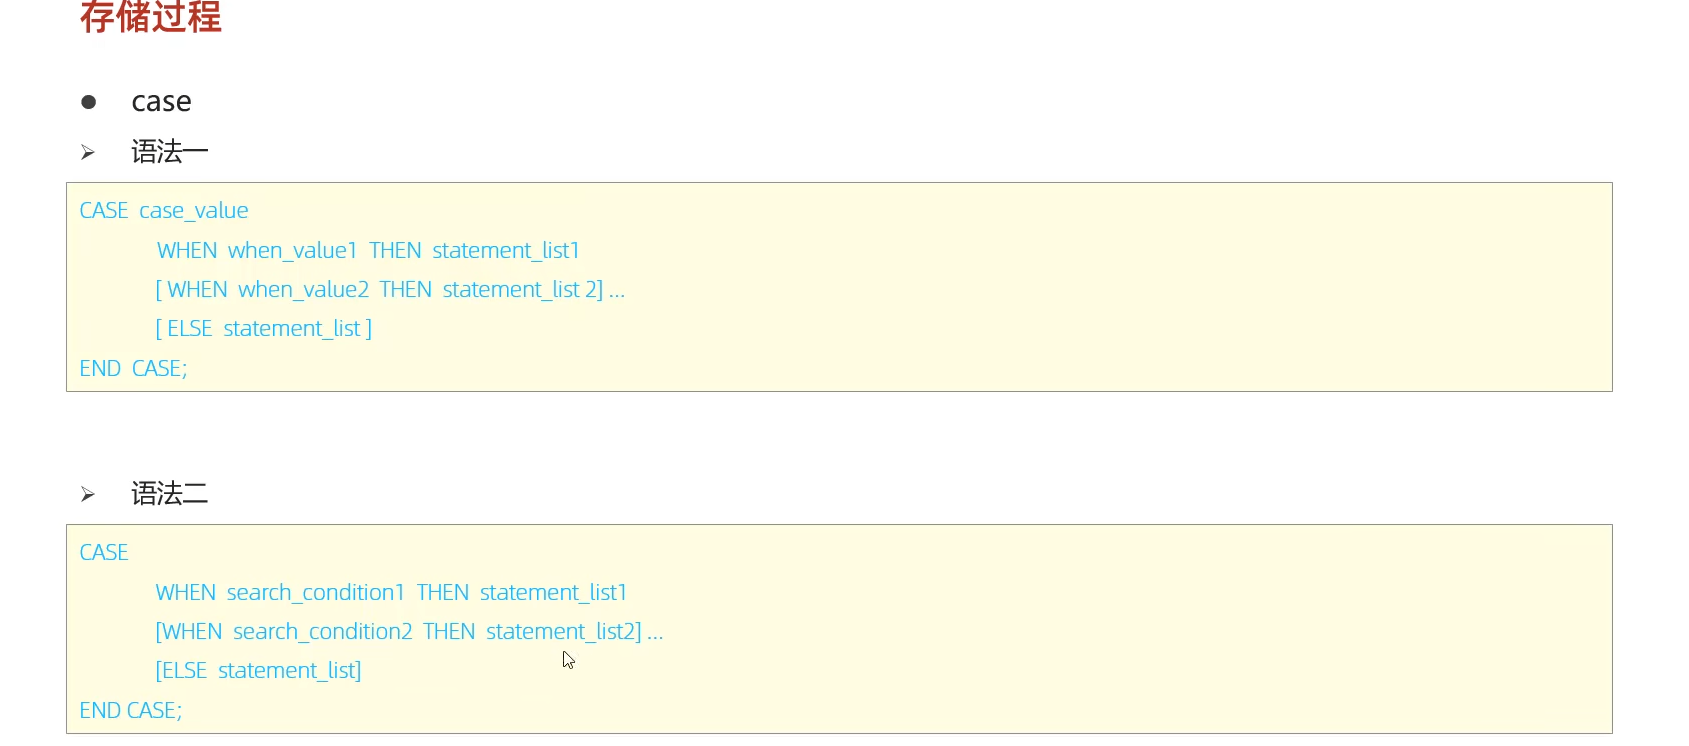 存储过程
case
语法一
CASE case_value
WHEN when_value1 THEN statement_list1
[ WHEN when_value2 THEN statement_list 2] ...
[ ELSE statement_list ]
END CASE;
语法二
CASE
WHEN search_condition1 THEN statement_list1
[WHEN search_condition2 THEN statement_list2] ...
[ELSE statement_list]
END CASE;